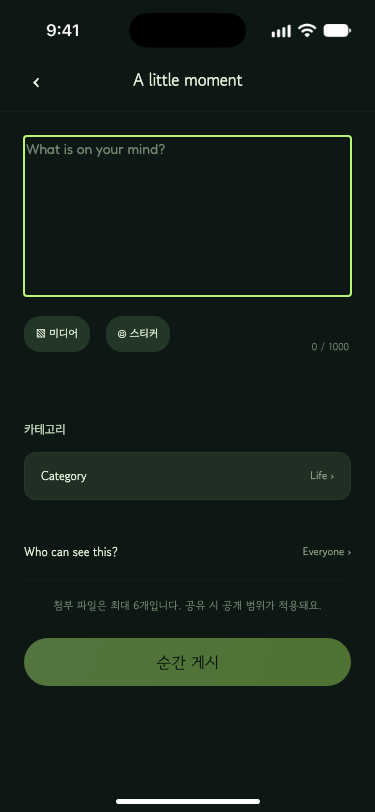 9:41
A little moment
What is on your mind?
미디어
스티커
0 / 1000
카테고리
Category
Life ›
Who can see this?
Everyone ›
첨부 파일은 최대 6개입니다. 공유 시 공개 범위가 적용돼요.
순간 게시